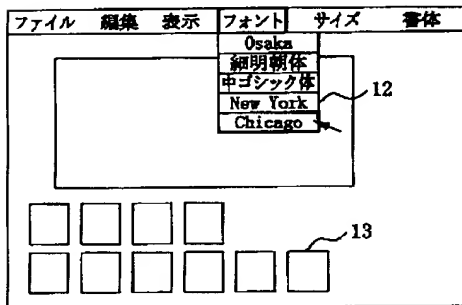 ファイル 編集 表示 フォント サイズ 書体
Osaka
細明朝体
中ゴシック体
New York
Chicago
12
13